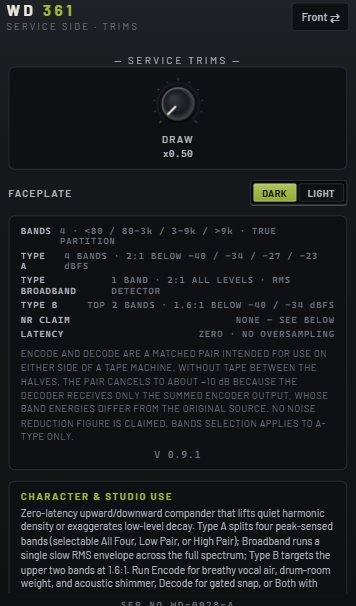 WD 361
Front ⇄
SERVICE SIDE · TRIMS
— SERVICE TRIMS —
DRAW
x0.50
FACEPLATE
DARK
LIGHT
BANDS 4 · <80 / 80-3k / 3-9k / >9k · TRUE
PARTITION
TYPE 4 BANDS · 2:1 BELOW -40 / -34 / -27 / -23
A dBFS
TYPE 1 BAND · 2:1 ALL LEVELS · RMS
BROADBAND DETECTOR
TYPE B TOP 2 BANDS · 1.6:1 BELOW -40 / -34 dBFS
NR CLAIM NONE — SEE BELOW
LATENCY ZERO · NO OVERSAMPLING
ENCODE AND DECODE ARE A MATCHED PAIR INTENDED FOR USE ON
EITHER SIDE OF A TAPE MACHINE. WITHOUT TAPE BETWEEN THE
HALVES, THE PAIR CANCELS TO ABOUT −10 dB BECAUSE THE
DECODER RECEIVES ONLY THE SUMMED ENCODER OUTPUT, WHOSE
BAND ENERGIES DIFFER FROM THE ORIGINAL SOURCE. NO NOISE
REDUCTION FIGURE IS CLAIMED. BANDS SELECTION APPLIES TO A-
TYPE ONLY.
V 0.9.1
CHARACTER & STUDIO USE
Zero-latency upward/downward compander that lifts quiet harmonic
density or exaggerates low-level decay. Type A splits four peak-sensed
bands (selectable All Four, Low Pair, or High Pair); Broadband runs a
single slow RMS envelope across the full spectrum; Type B targets the
upper two bands at 1.6:1. Run Encode for breathy vocal air, drum-room
weight, and acoustic shimmer, Decode for gated snap, or Both with
SER NO WD-0028-A